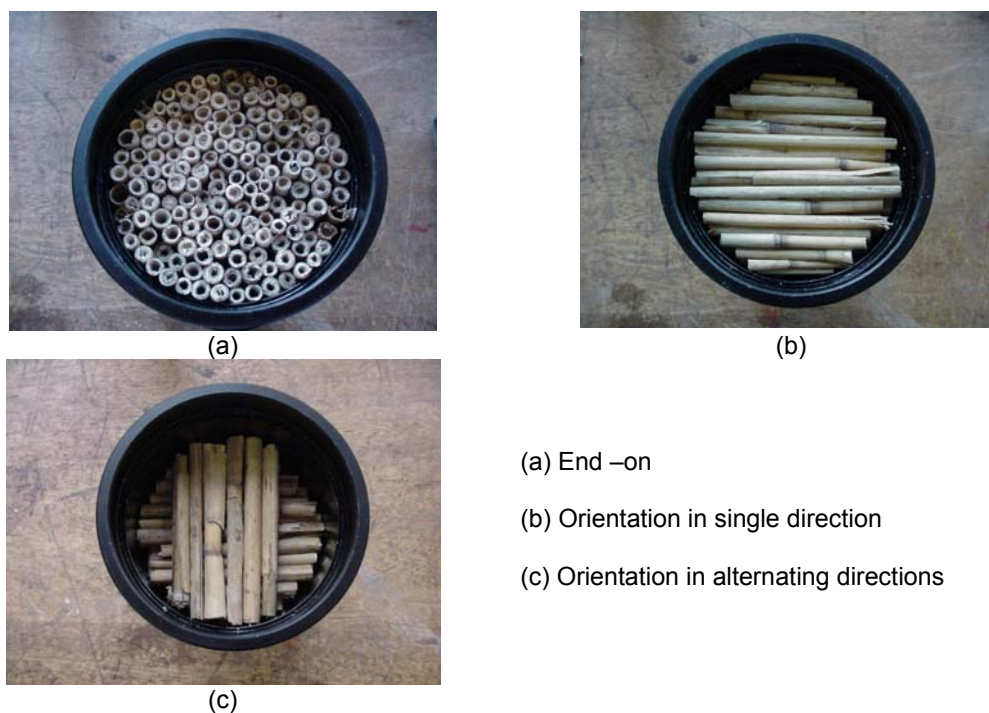 (a)
(b)
(c)
(a) End –on
(b) Orientation in single direction
(c) Orientation in alternating directions